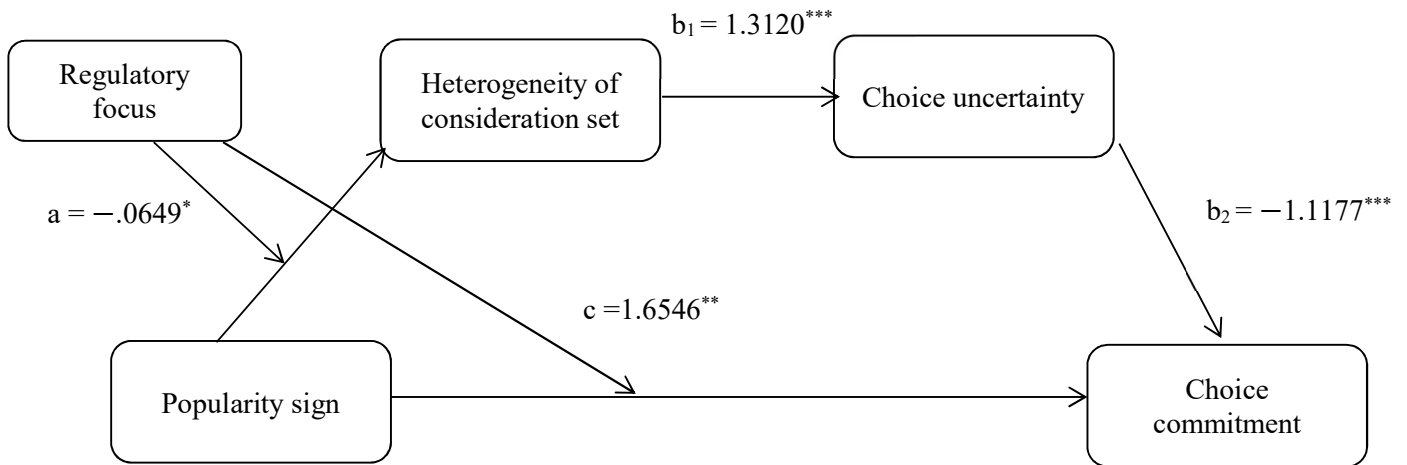 b₁ = 1.3120***
Regulatory
focus
Heterogeneity of
consideration set
Choice uncertainty
a = −.0649*
b₂ = −1.1177***
c =1.6546**
Popularity sign
Choice
commitment